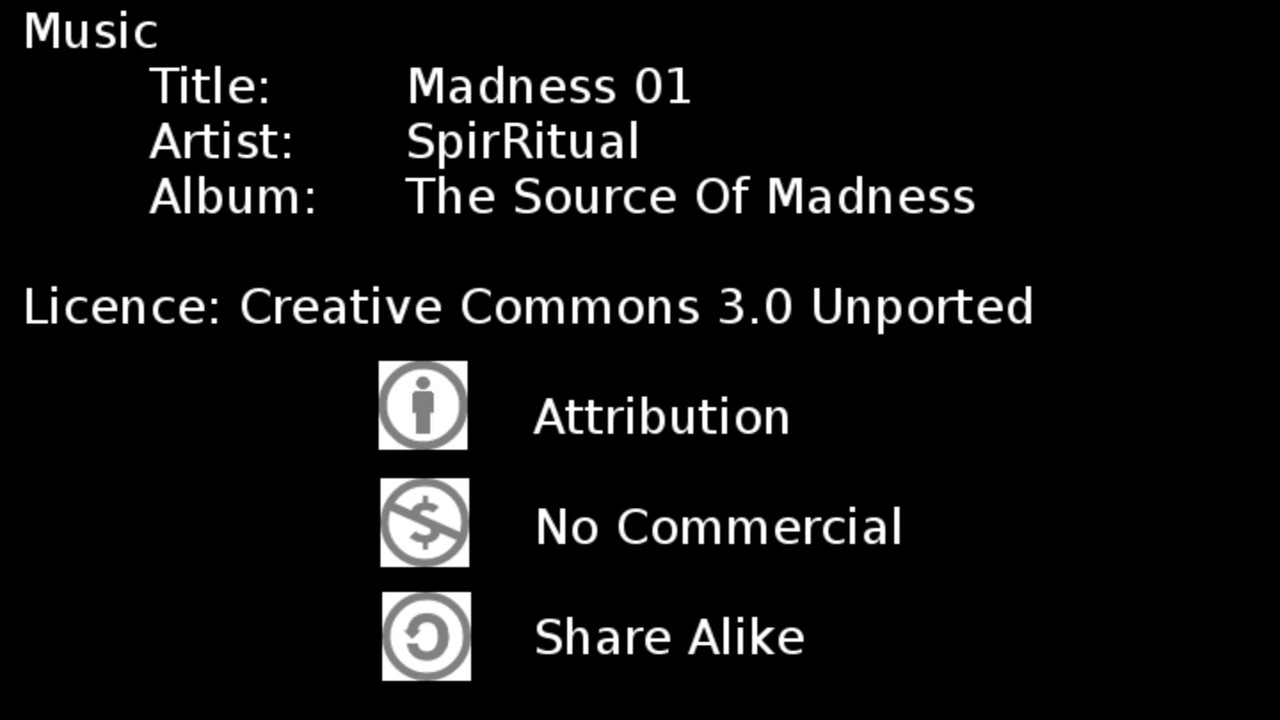 Music
Title: Madness 01
Artist: SpirRitual
Album: The Source Of Madness
Licence: Creative Commons 3.0 Unported
Attribution
$ No Commercial
Share Alike